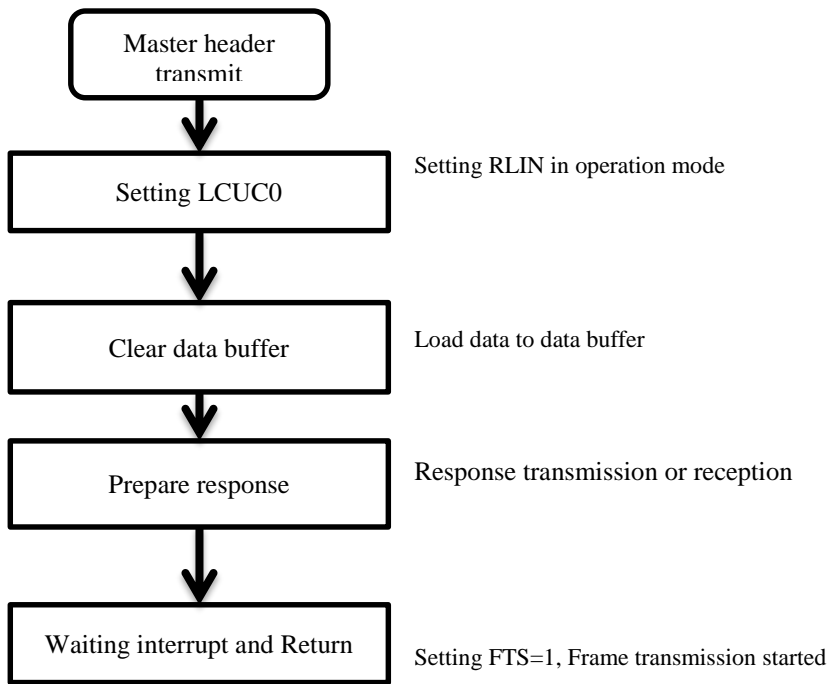 Master header
transmit
Setting LCUC0
Setting RLIN in operation mode
Clear data buffer
Load data to data buffer
Prepare response
Response transmission or reception
Waiting interrupt and Return
Setting FTS=1, Frame transmission started